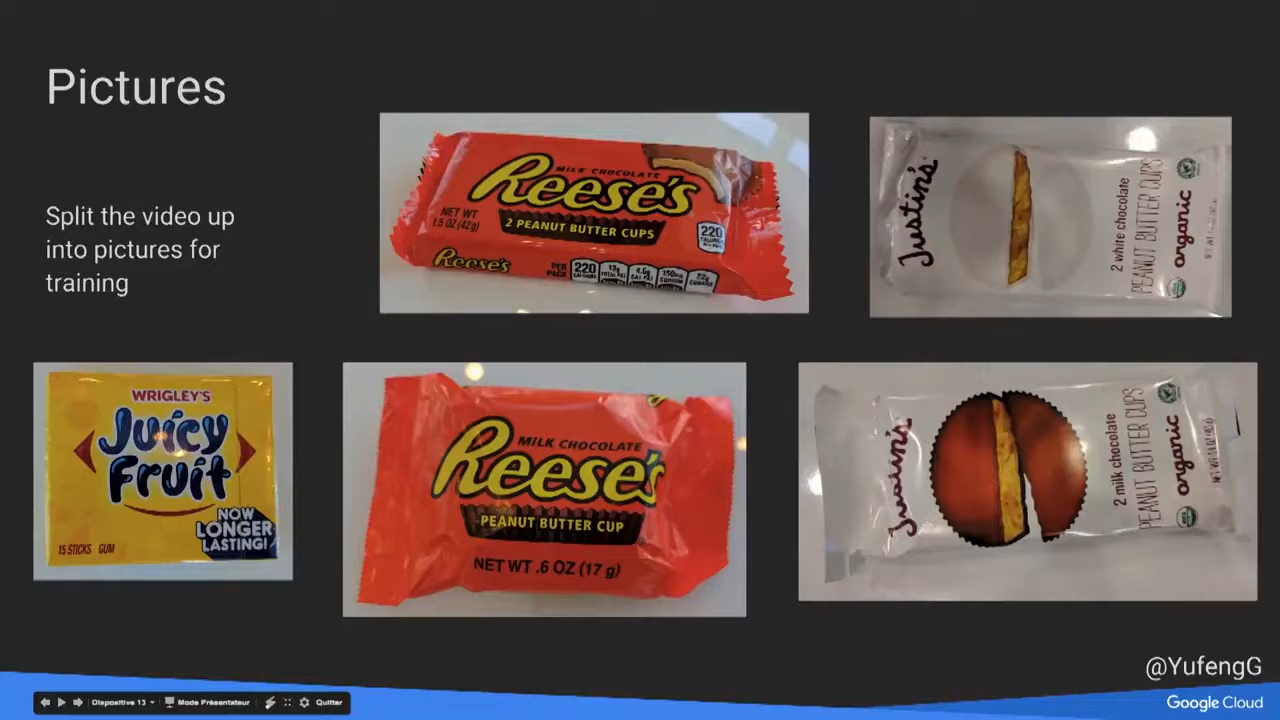 Pictures
Split the video up
into pictures for
training
MILK CHOCOLATE
Reese's
2 PEANUT BUTTER CUPS
NET WT
1.5 OZ (42g)
220
Reese's
PER
PACK
220
Justin's
2 white chocolate
PEANUT BUTTER CUPS
organic
WRIGLEY'S
Juicy
Fruit
NOW
LONGER
LASTING!
15 STICKS GUM
MILK CHOCOLATE
Reese's
PEANUT BUTTER CUP
NET WT .6 OZ (17 g)
Justin's
2 milk chocolate
PEANUT BUTTER CUPS
organic
@YufengG
Google Cloud
Diapositive 13
Mode Présentateur
Quitter